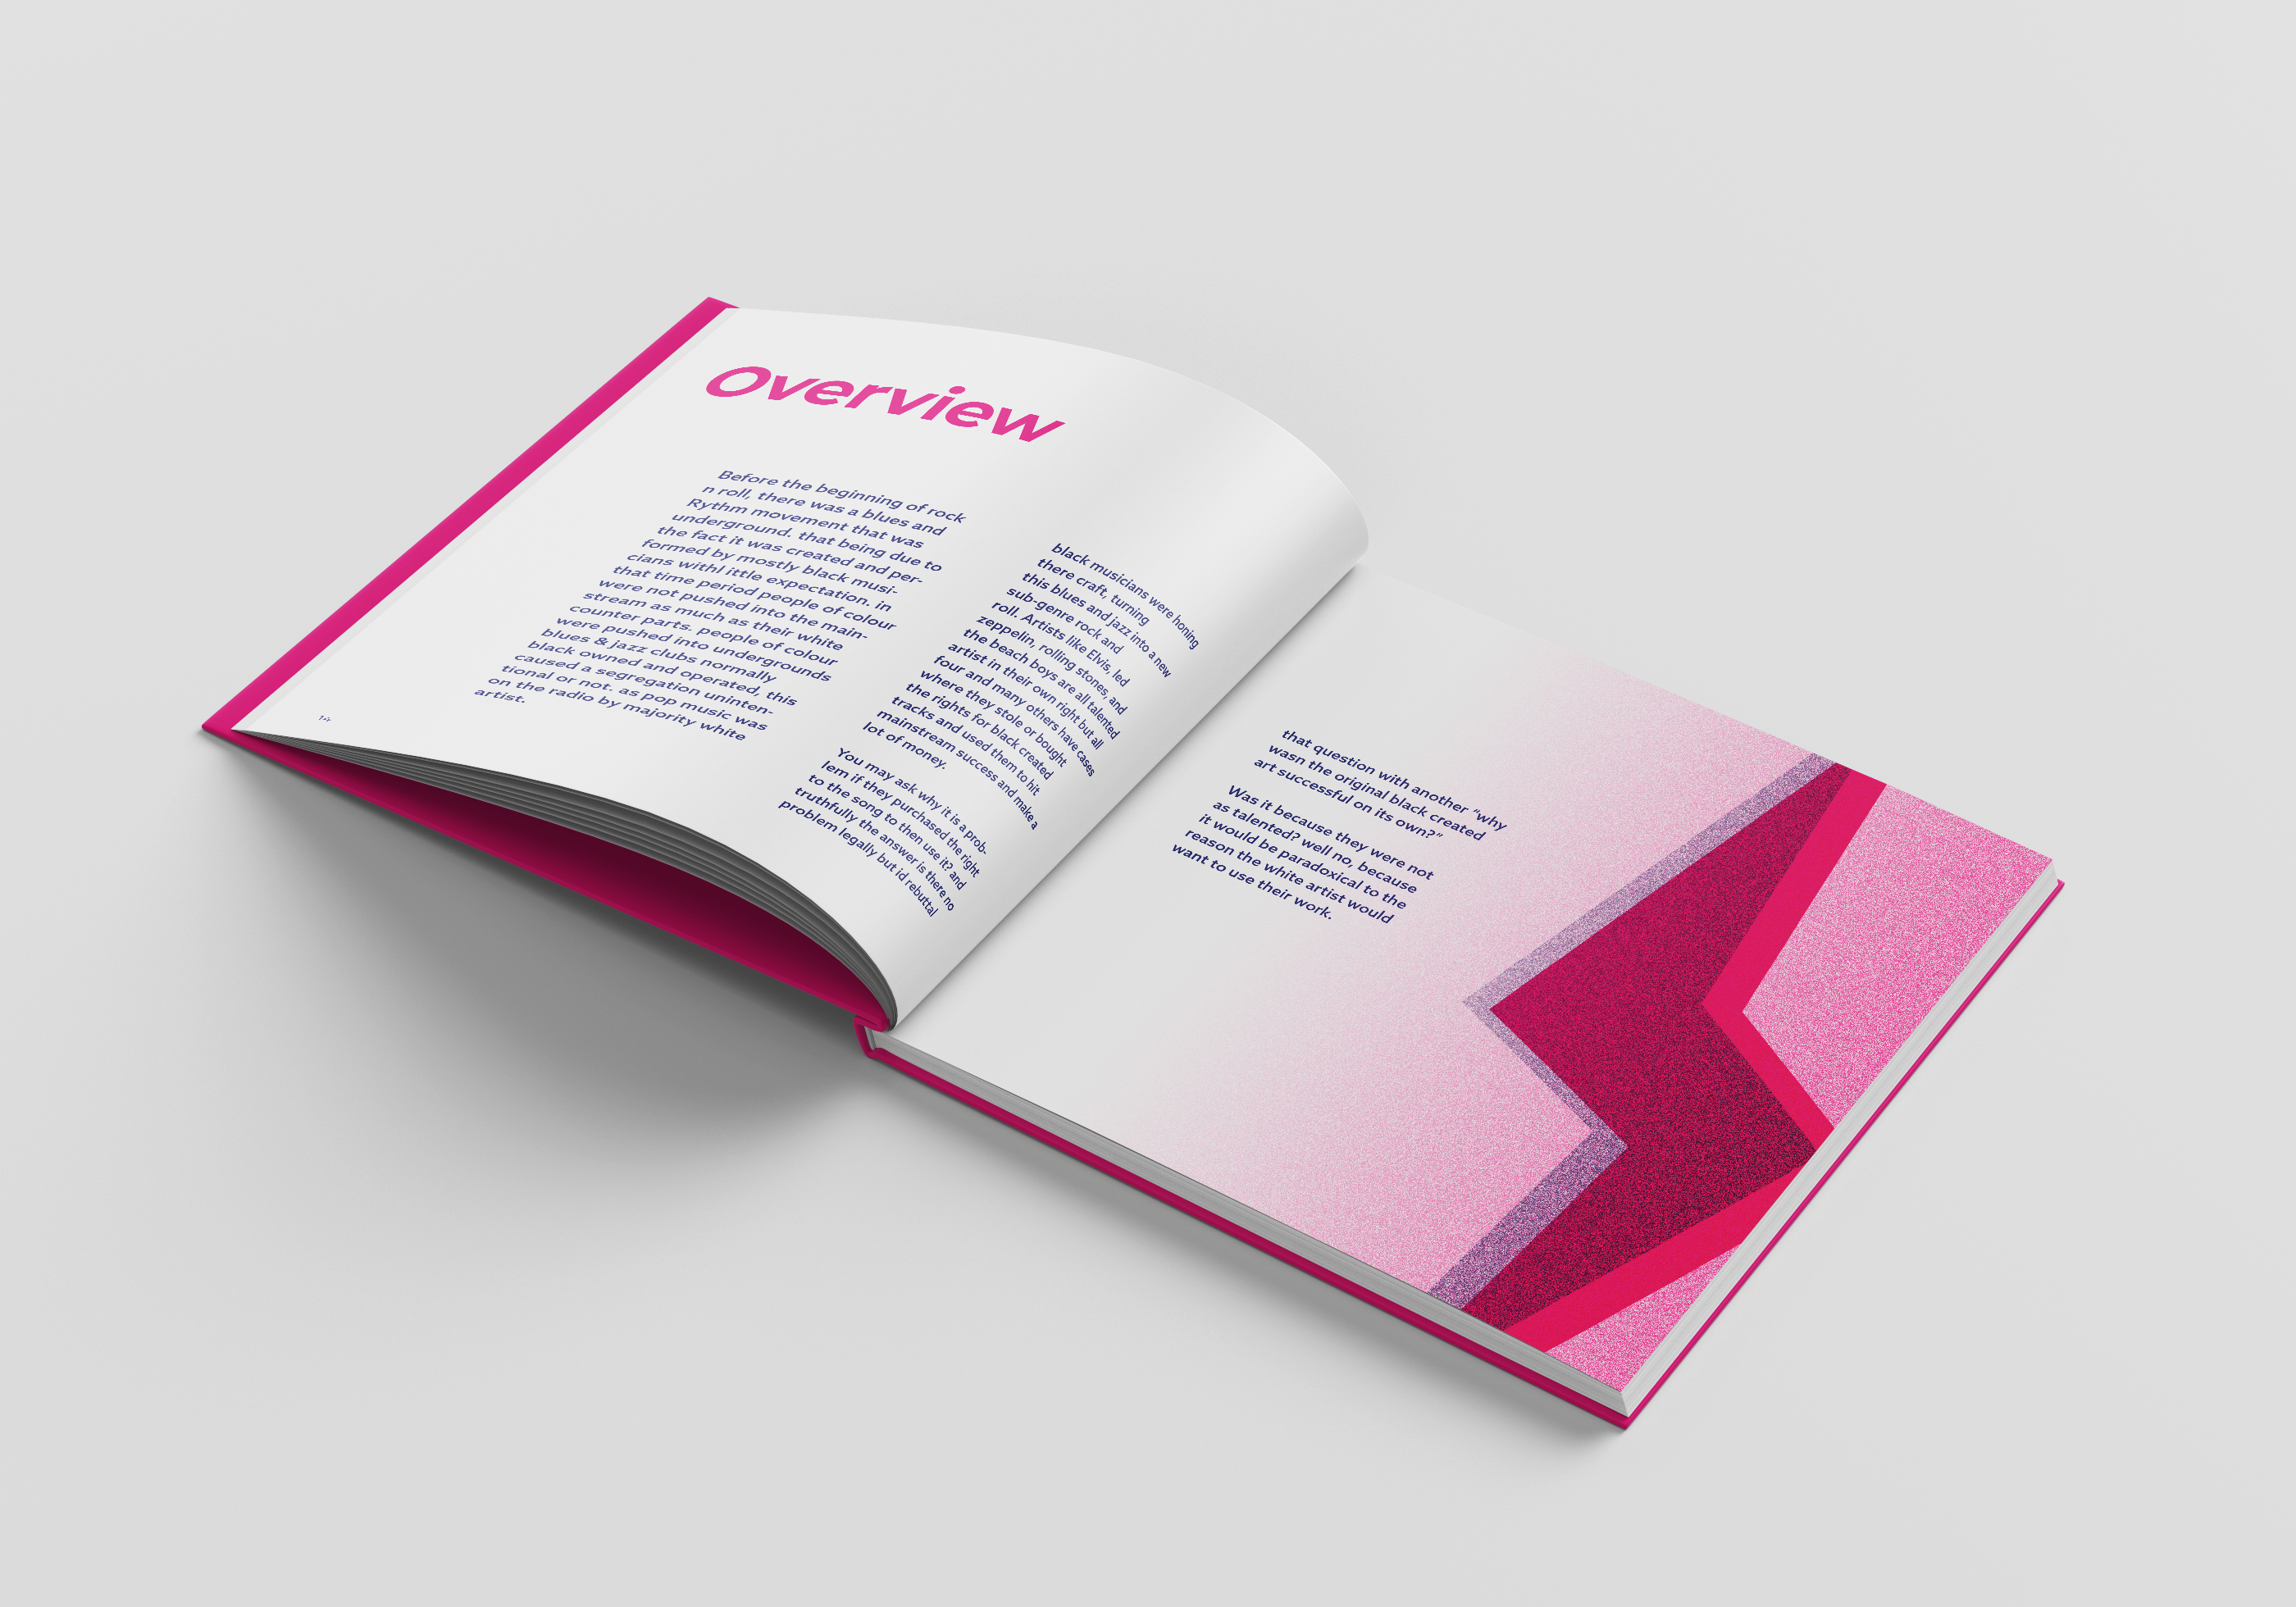 Overview
Before the beginning of rock
n roll, there was a blues and
Rythm movement that was
underground. that being due to
the fact it was created and per-
formed by mostly black musi-
cians withl ittle expectation. in
that time period people of colour
were not pushed into the main-
stream as much as their white
counter parts. people of colour
were pushed into undergrounds
blues & jazz clubs normally
black owned and operated, this
caused a segregation uninten-
tional or not. as pop music was
on the radio by majority white
artist.
black musicians were honing
there craft, turning
this blues and jazz into a new
sub-genre rock and
roll. Artists like Elvis, led
zeppelin, rolling stones, and
the beach boys are all talented
artist in their own right but all
four and many others have cases
where they stole or bought
the rights for black created
tracks and used them to hit
mainstream success and make a
lot of money.
You may ask why it is a prob-
lem if they purchased the right
to the song to then use it? and
truthfully the answer is there no
problem legally but id rebuttal
that question with another “why
wasn the original black created
art successful on its own?”
Was it because they were not
as talented? well no, because
it would be paradoxical to the
reason the white artist would
want to use their work.